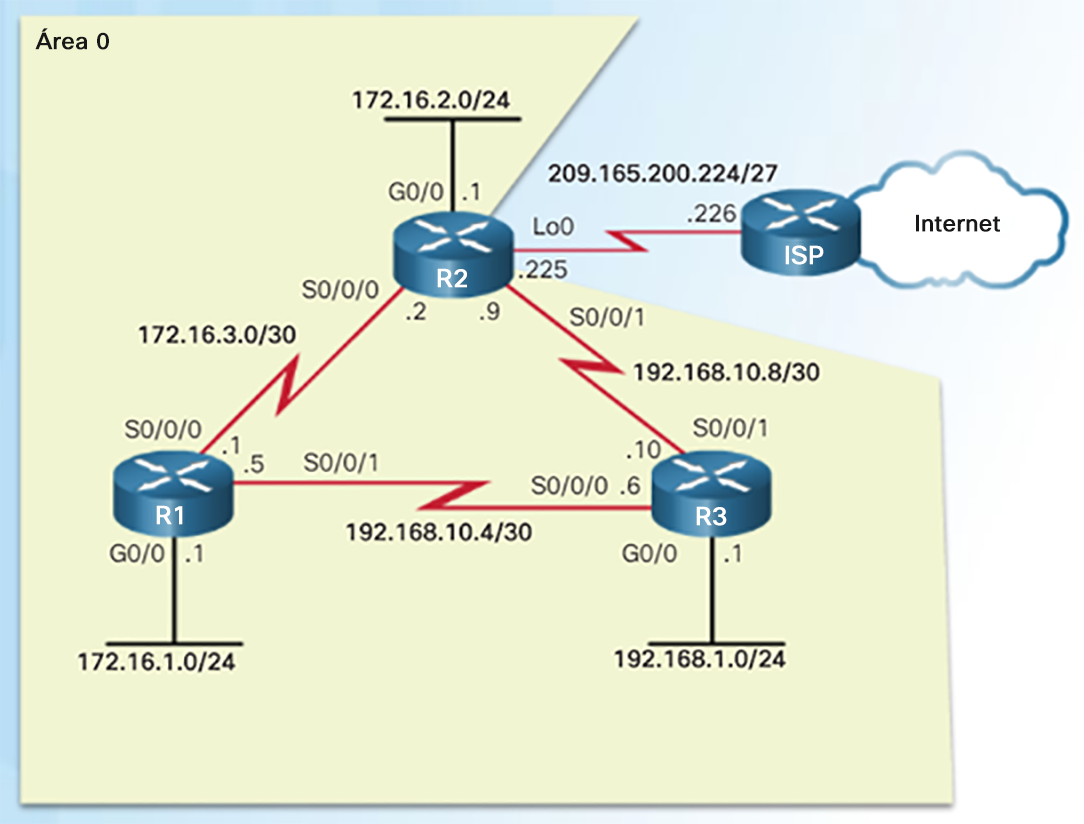 Área 0
172.16.2.0/24
209.165.200.224/27
G0/0 .1
Lo0
.226
Internet
ISP
R2
.225
S0/0/0
.2
.9
S0/0/1
172.16.3.0/30
192.168.10.8/30
S0/0/0
.1
S0/0/1
.10
.5
S0/0/1
S0/0/0 .6
R1
R3
192.168.10.4/30
G0/0 .1
G0/0 .1
172.16.1.0/24
192.168.1.0/24